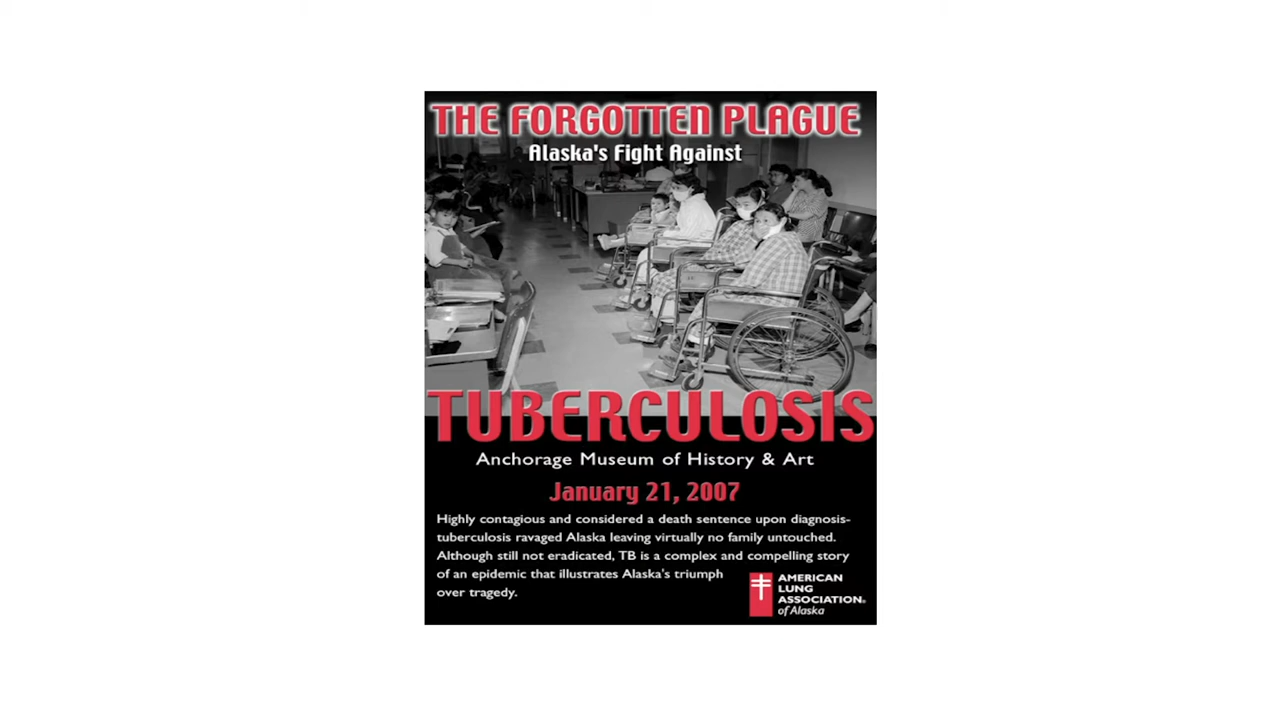 THE FORGOTTEN PLAGUE
Alaska's Fight Against
TUBERCULOSIS
Anchorage Museum of History & Art
January 21, 2007
Highly contagious and considered a death sentence upon diagnosis-
tuberculosis ravaged Alaska leaving virtually no family untouched.
Although still not eradicated, TB is a complex and compelling story
of an epidemic that illustrates Alaska's triumph
over tragedy.
AMERICAN
LUNG
ASSOCIATION®
of Alaska